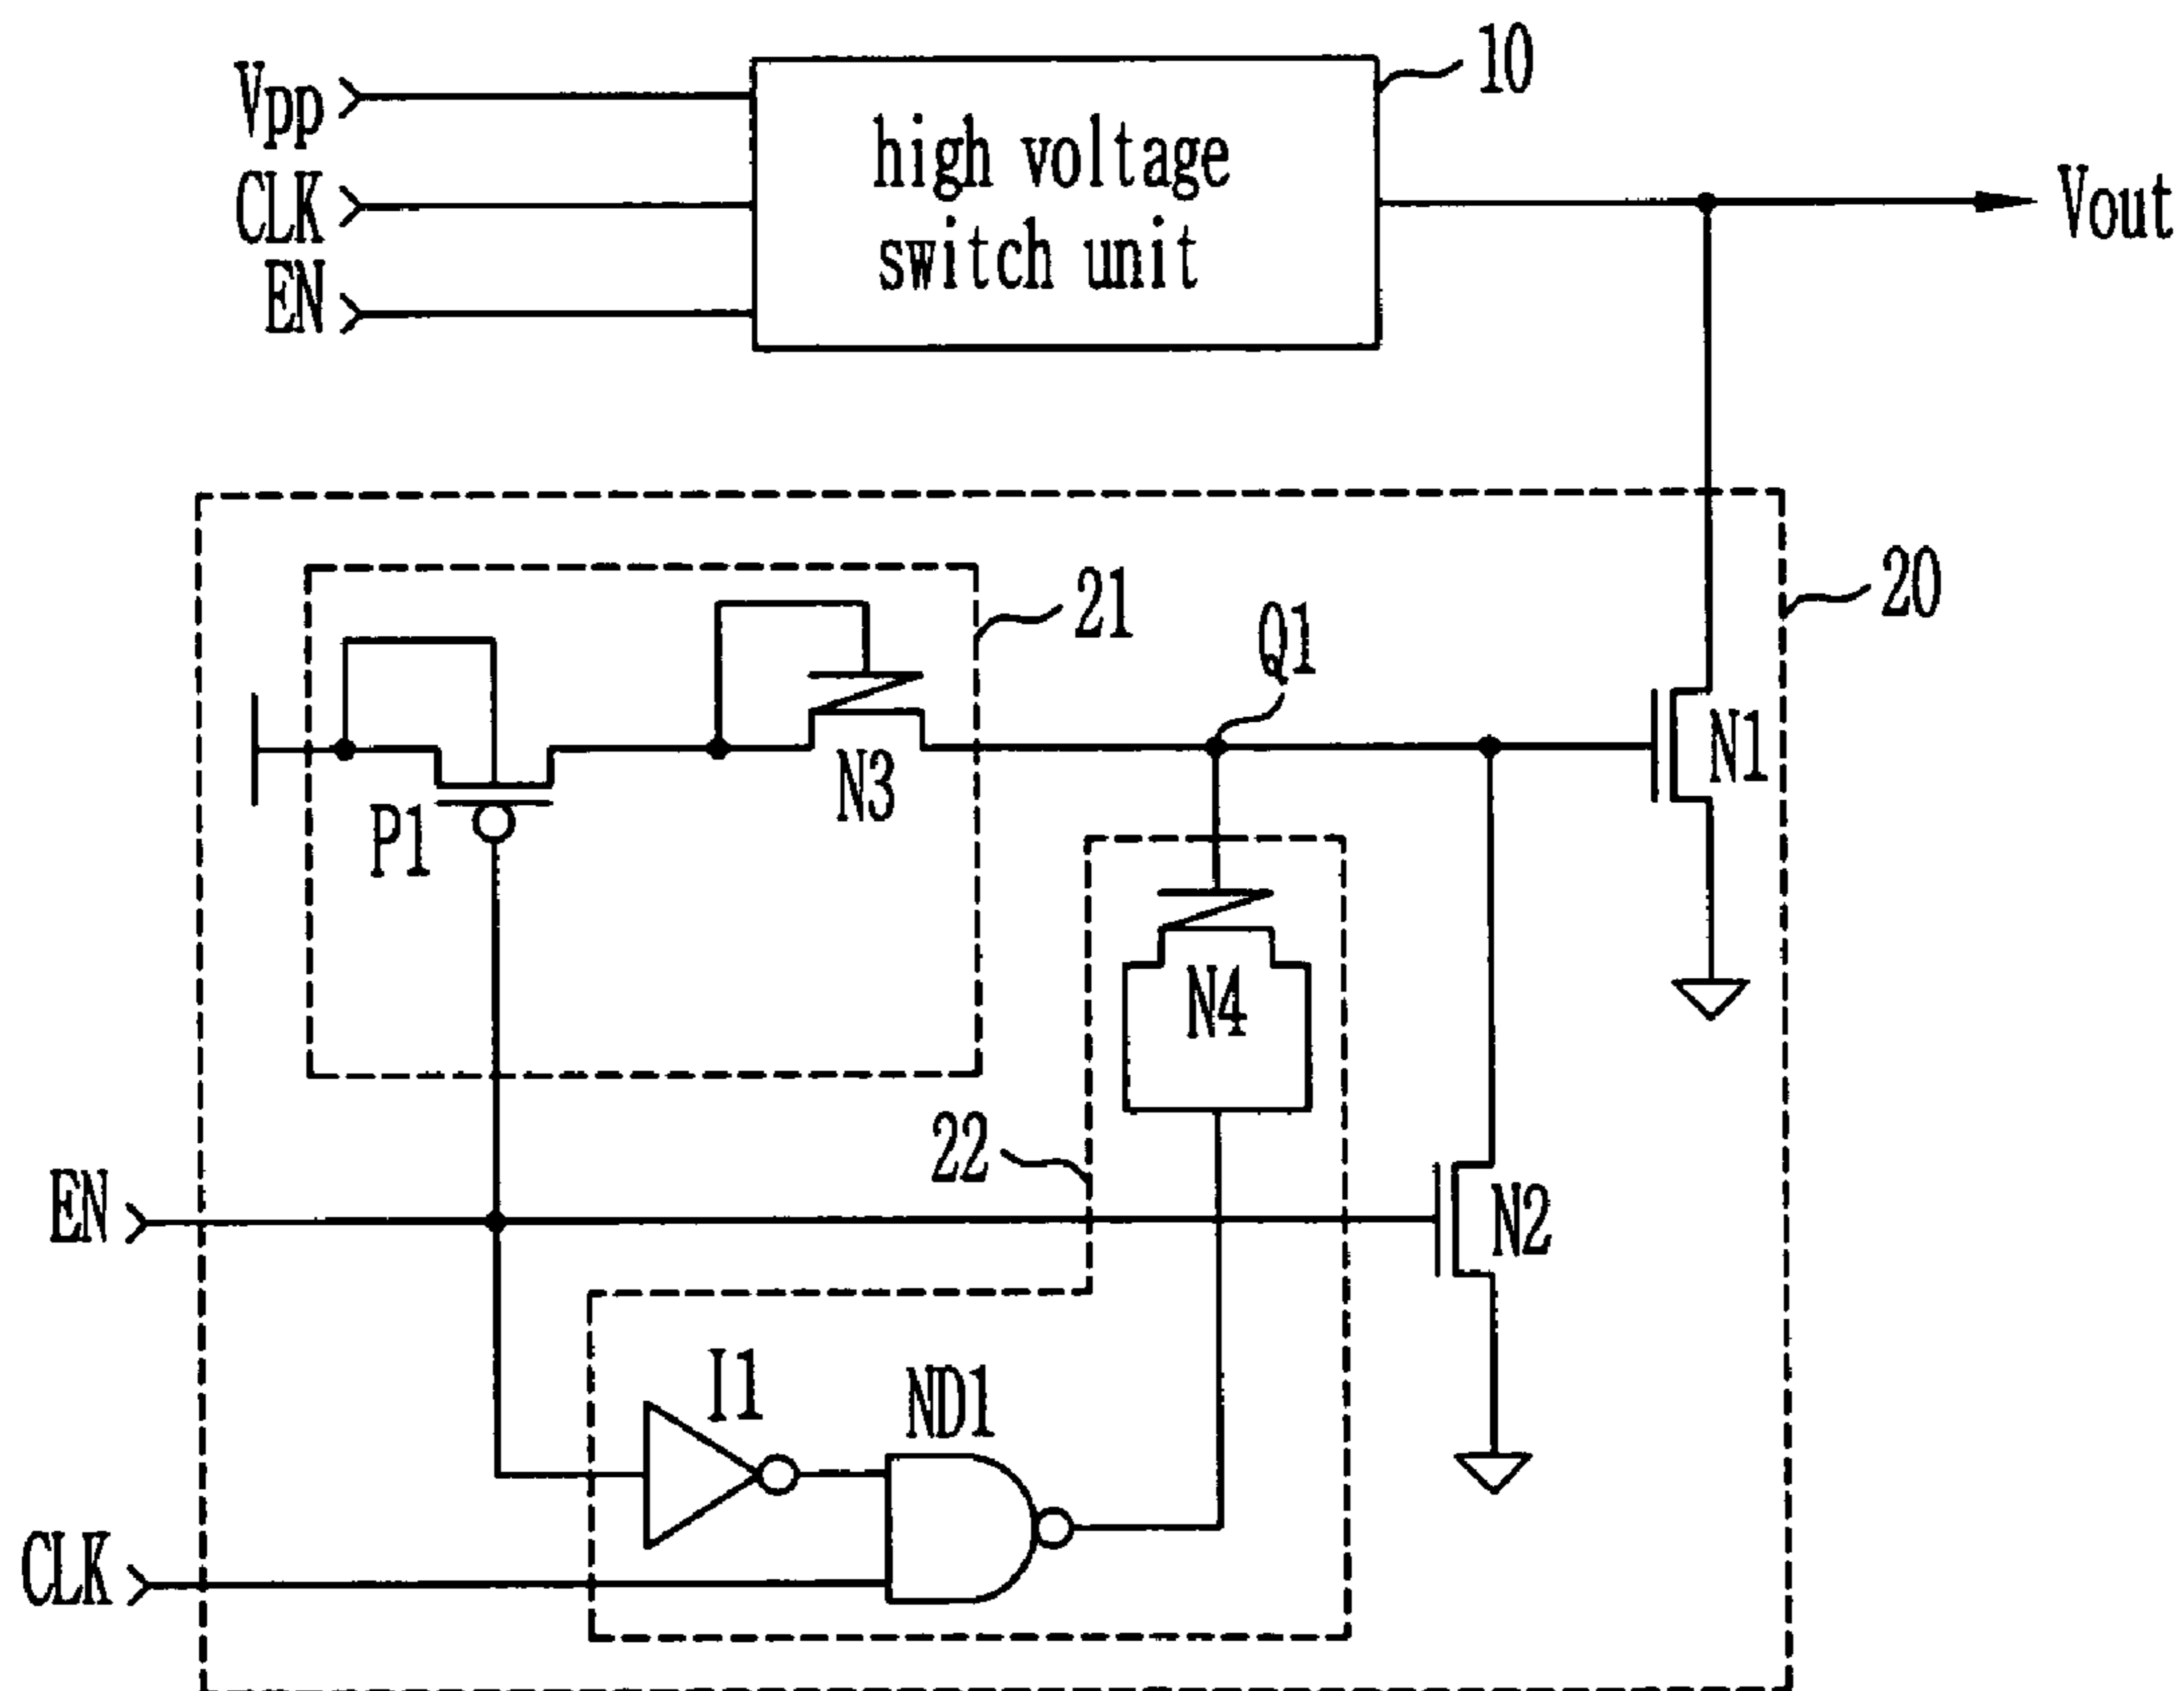 10
Vpp
high voltage
CLK
Vout
switch unit
EN
21
20
Q1
N1
N3
P1
N4
22
EN
N2
I1
ND1
CLK